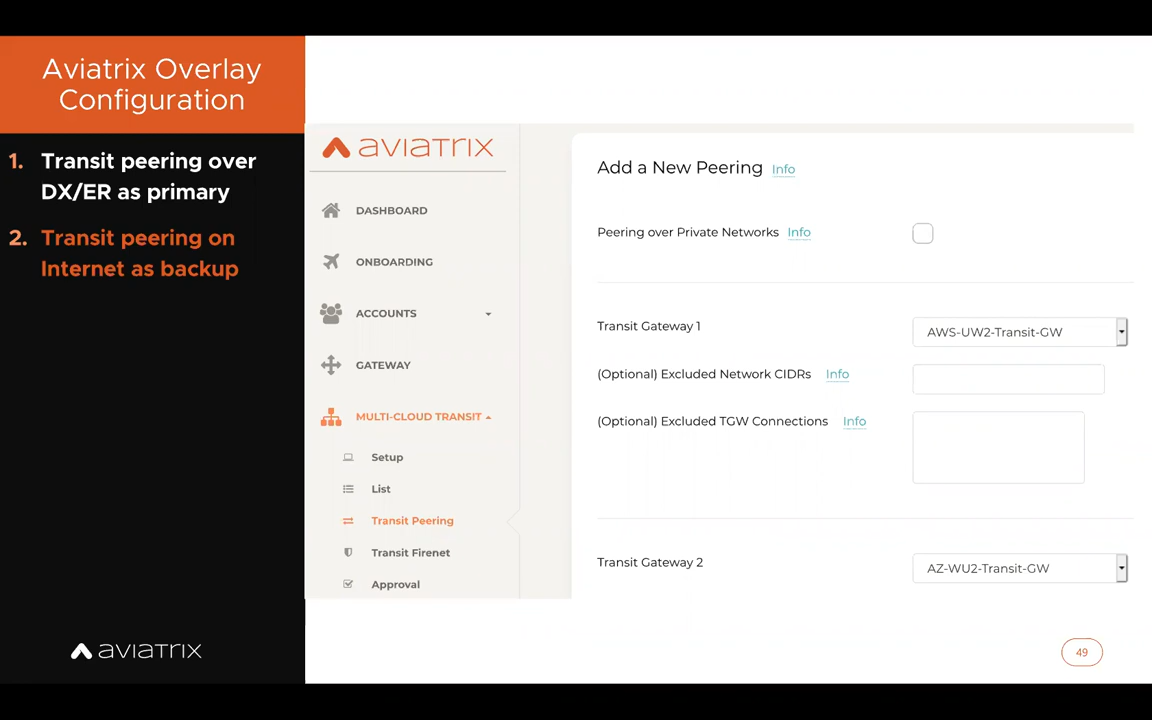 Aviatrix Overlay
Configuration
1. Transit peering over
DX/ER as primary
2. Transit peering on
Internet as backup
AVIATRIX
AVIATRIX
DASHBOARD
ONBOARDING
ACCOUNTS
GATEWAY
MULTI-CLOUD TRANSIT
Setup
List
Transit Peering
Transit Firenet
Approval
Add a New Peering Info
Peering over Private Networks Info
Transit Gateway 1 AWS-UW2-Transit-GW
(Optional) Excluded Network CIDRs Info
(Optional) Excluded TGW Connections Info
Transit Gateway 2 AZ-WU2-Transit-GW
49